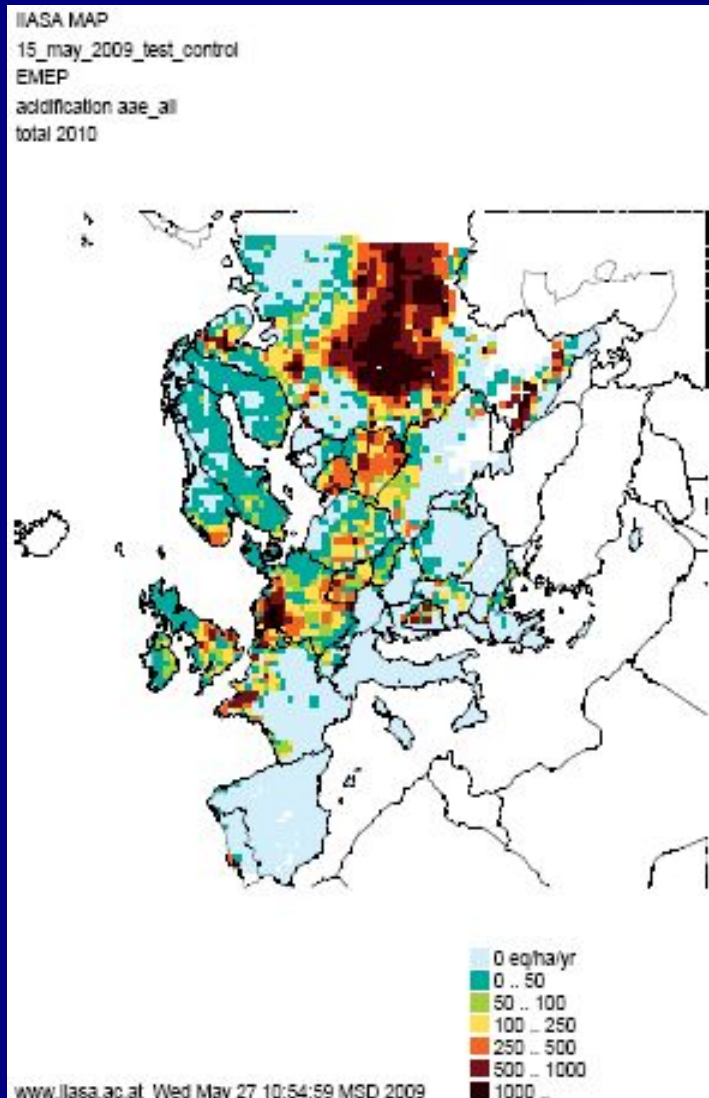 IIASA MAP
15_may_2009_test_control
EMEP
acidification aae_all
total 2010
0 eq/ha/yr
0 .. 50
50 .. 100
100 .. 250
250 .. 500
500 .. 1000
1000 ..
www.iiasa.ac.at Wed May 27 10:54:59 MSD 2009